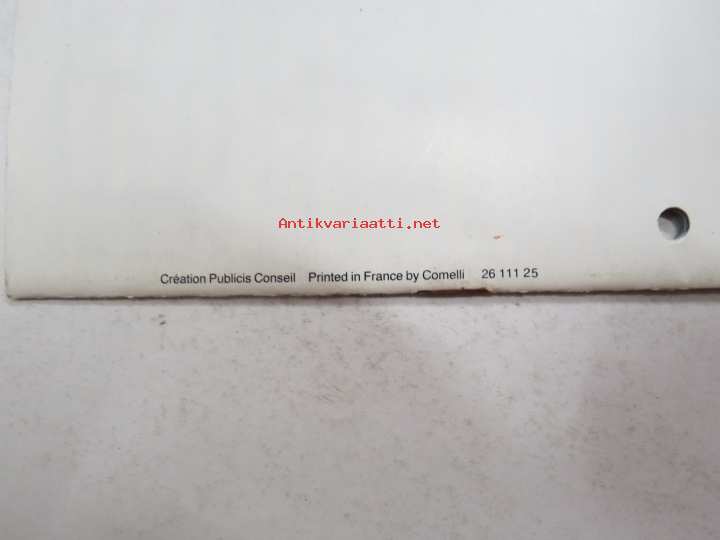 Antikvariaatti.net
Création Publicis Conseil Printed in France by Comelli 26 111 25